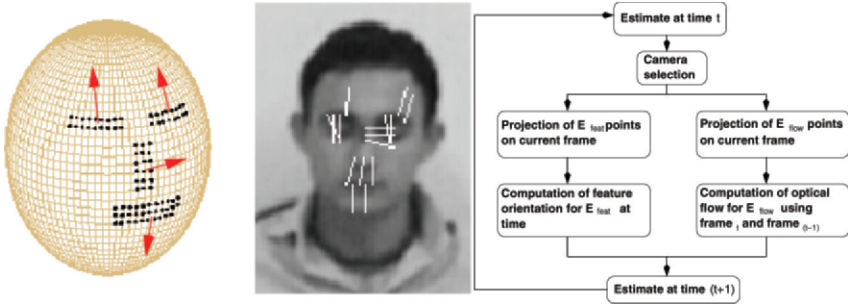 Estimate at time t
Camera
selection
Projection of E feat points
on current frame
Projection of E flow points
on current frame
Computation of feature
orientation for E feat at
time
Computation of optical
flow for E flow using
frame t and frame (t-1)
Estimate at time (t+1)